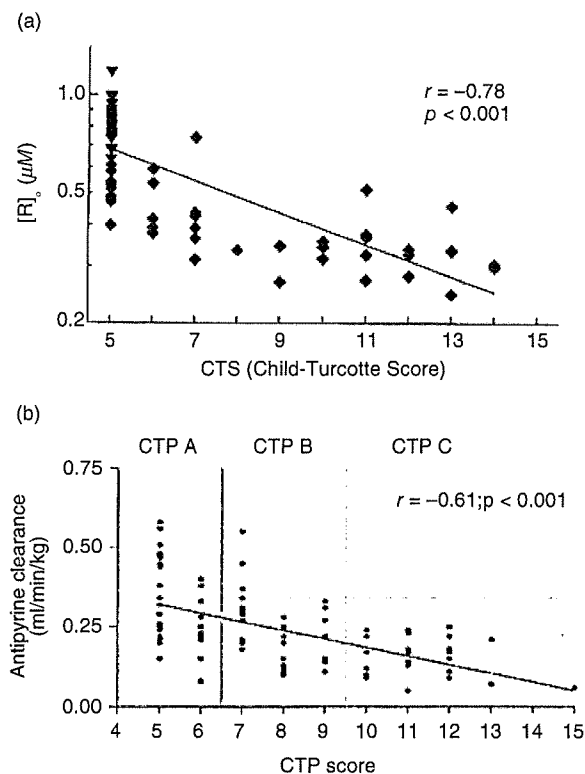 (a)
r = –0.78
p < 0.001
1.0
0.5
0.2
[R]o (μM)
5 7 9 11 13 15
CTS (Child-Turcotte Score)
(b)
CTP A CTP B CTP C
r = –0.61;p < 0.001
0.75
0.50
0.25
0.00
Antipyrine clearance
(ml/min/kg)
4 5 6 7 8 9 10 11 12 13 14 15
CTP score